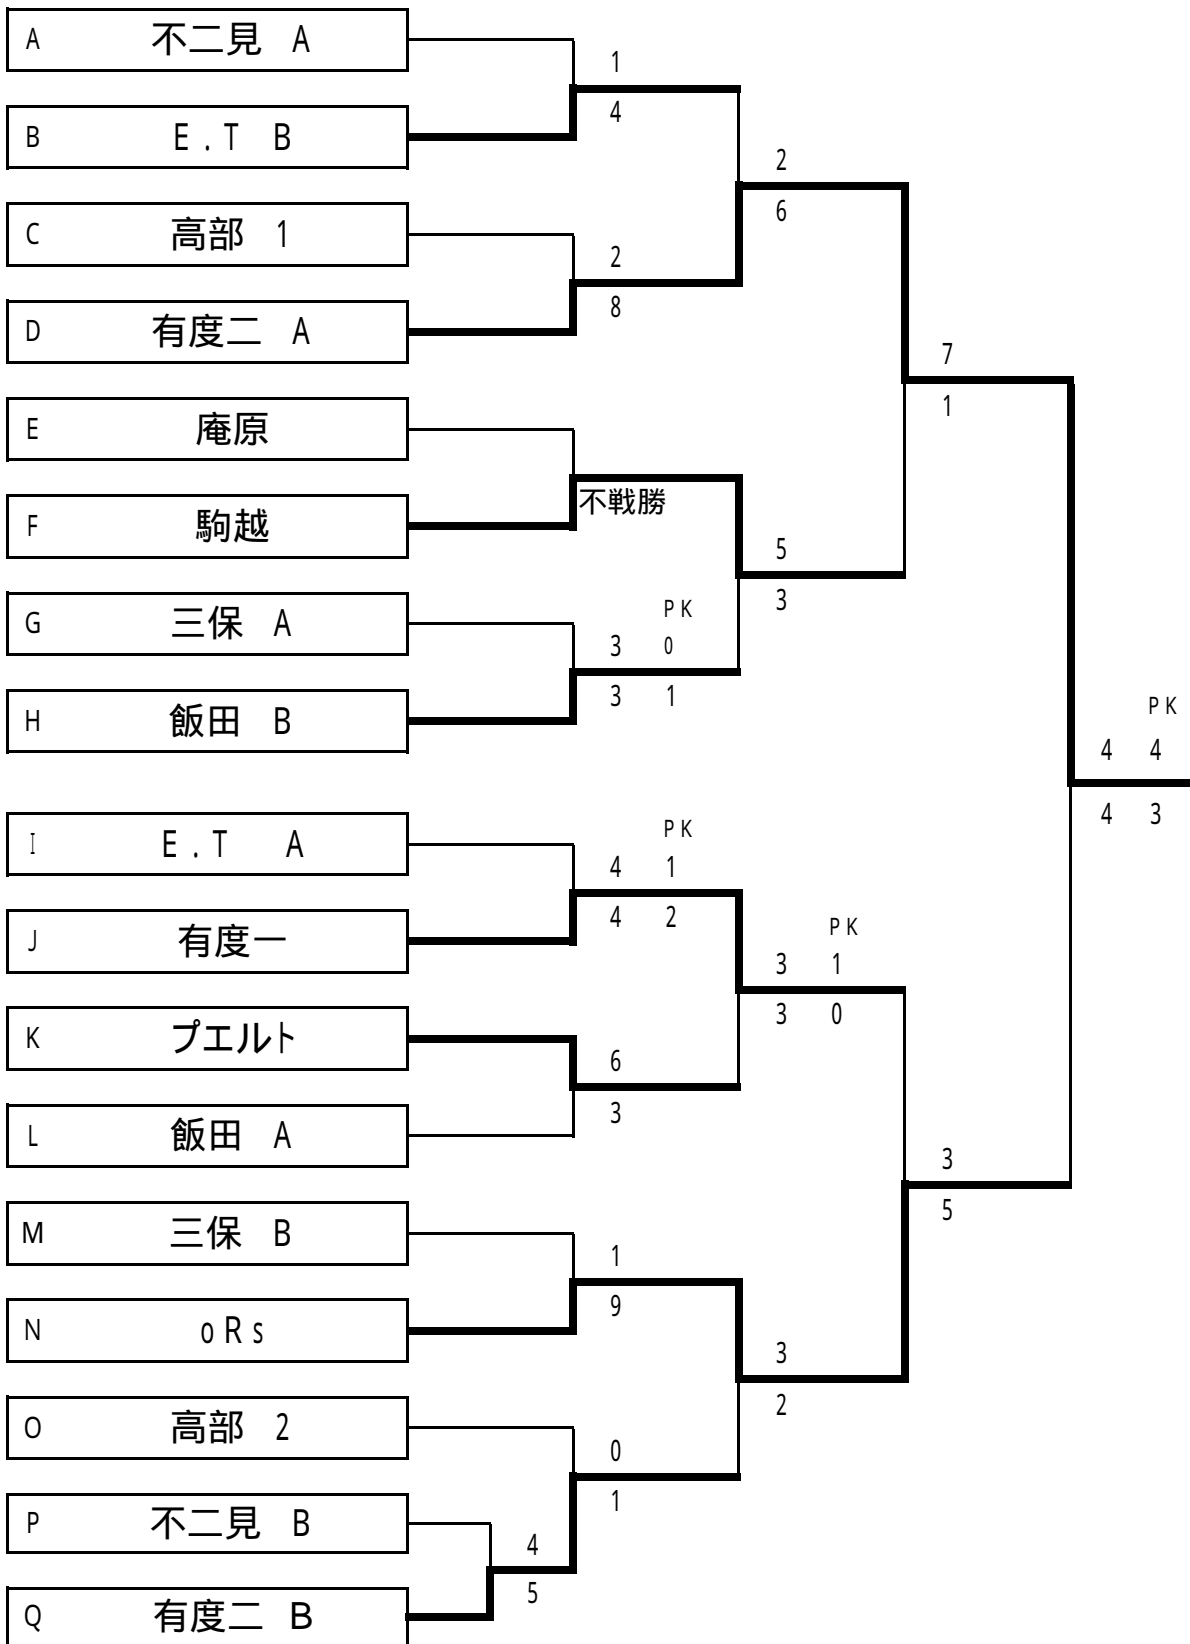 A 不二見 A
1
4
B E.T B
2
6
C 高部 1
2
8
D 有度二 A
7
1
E 庵原
不戦勝
F 駒越
5
3
G 三保 A
PK
3 0
3 1
H 飯田 B
PK
4 4
4 3
I E.T A
PK
4 1
4 2
J 有度一
PK
3 1
3 0
K プエルト
6
3
L 飯田 A
3
5
M 三保 B
1
9
N oRs
3
2
O 高部 2
0
1
P 不二見 B
4
5
Q 有度二 B